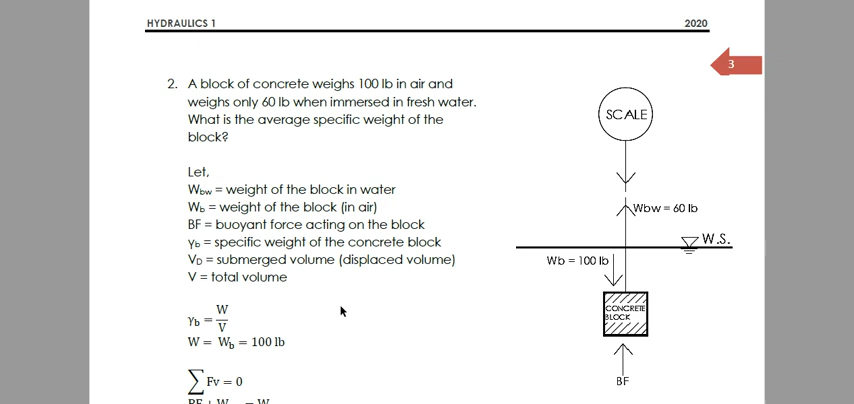 HYDRAULICS 1
2020
3
2. A block of concrete weighs 100 lb in air and
weighs only 60 lb when immersed in fresh water.
What is the average specific weight of the
block?
Let,
Wbw = weight of the block in water
Wb = weight of the block (in air)
BF = buoyant force acting on the block
γb = specific weight of the concrete block
VD = submerged volume (displaced volume)
V = total volume
γb = W/V
W = Wb = 100 lb
∑ Fv = 0
SCALE
Wbw = 60 lb
W.S.
Wb = 100 lb
CONCRETE
BLOCK
BF